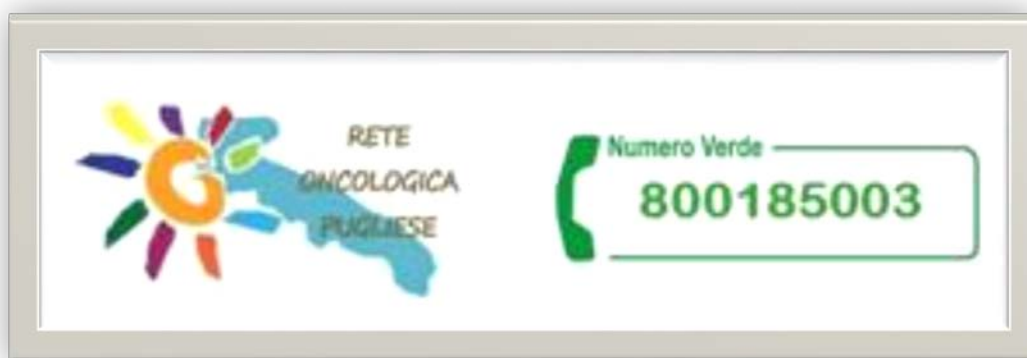 RETE
ONCOLOGICA
PUGLIESE
Numero Verde
800185003